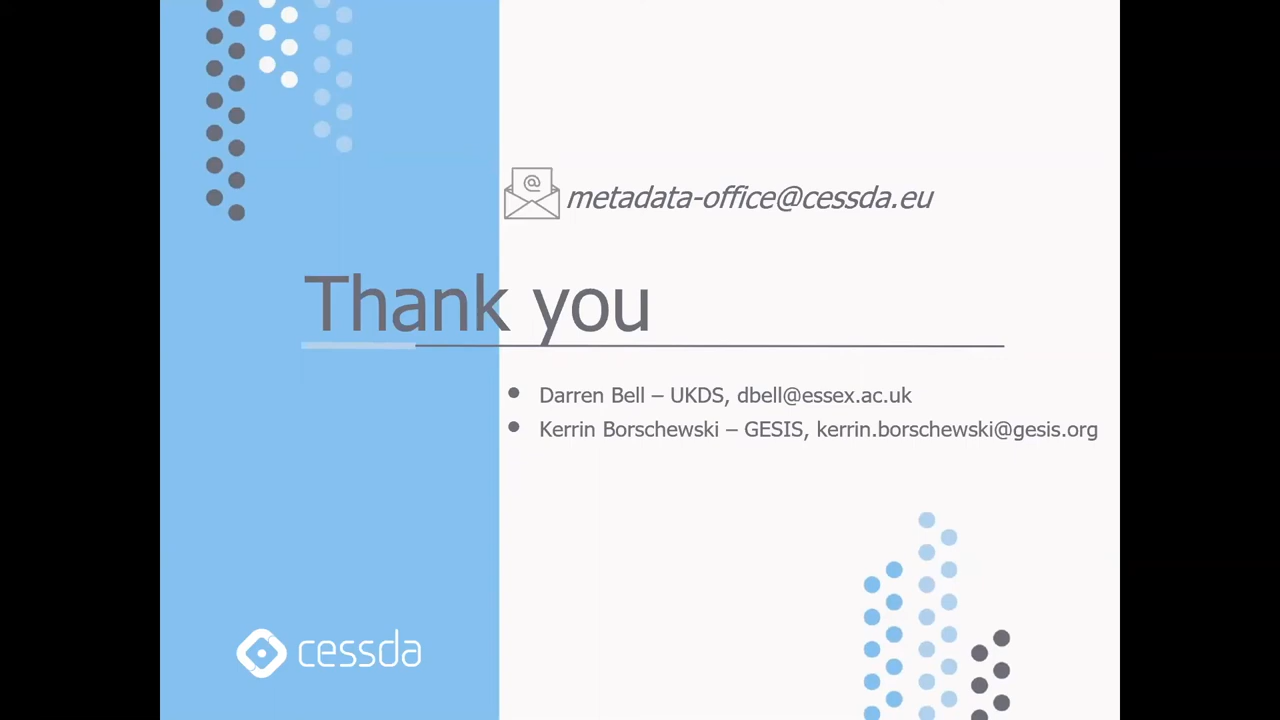 @
metadata-office@cessda.eu
Thank you
• Darren Bell – UKDS, dbell@essex.ac.uk
• Kerrin Borschewski – GESIS, kerrin.borschewski@gesis.org
cessda